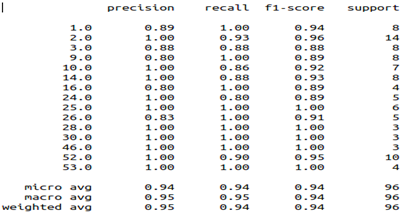 precision recall f1-score support
1.0 0.89 1.00 0.94 8
2.0 1.00 0.93 0.96 14
3.0 0.88 0.88 0.88 8
9.0 0.80 1.00 0.89 8
10.0 1.00 0.86 0.92 7
14.0 1.00 0.88 0.93 8
16.0 0.80 1.00 0.89 4
24.0 1.00 0.80 0.89 5
25.0 1.00 1.00 1.00 6
26.0 0.83 1.00 0.91 5
28.0 1.00 1.00 1.00 3
30.0 1.00 1.00 1.00 3
46.0 1.00 1.00 1.00 3
52.0 1.00 0.90 0.95 10
53.0 1.00 1.00 1.00 4
micro avg 0.94 0.94 0.94 96
macro avg 0.95 0.95 0.94 96
weighted avg 0.95 0.94 0.94 96